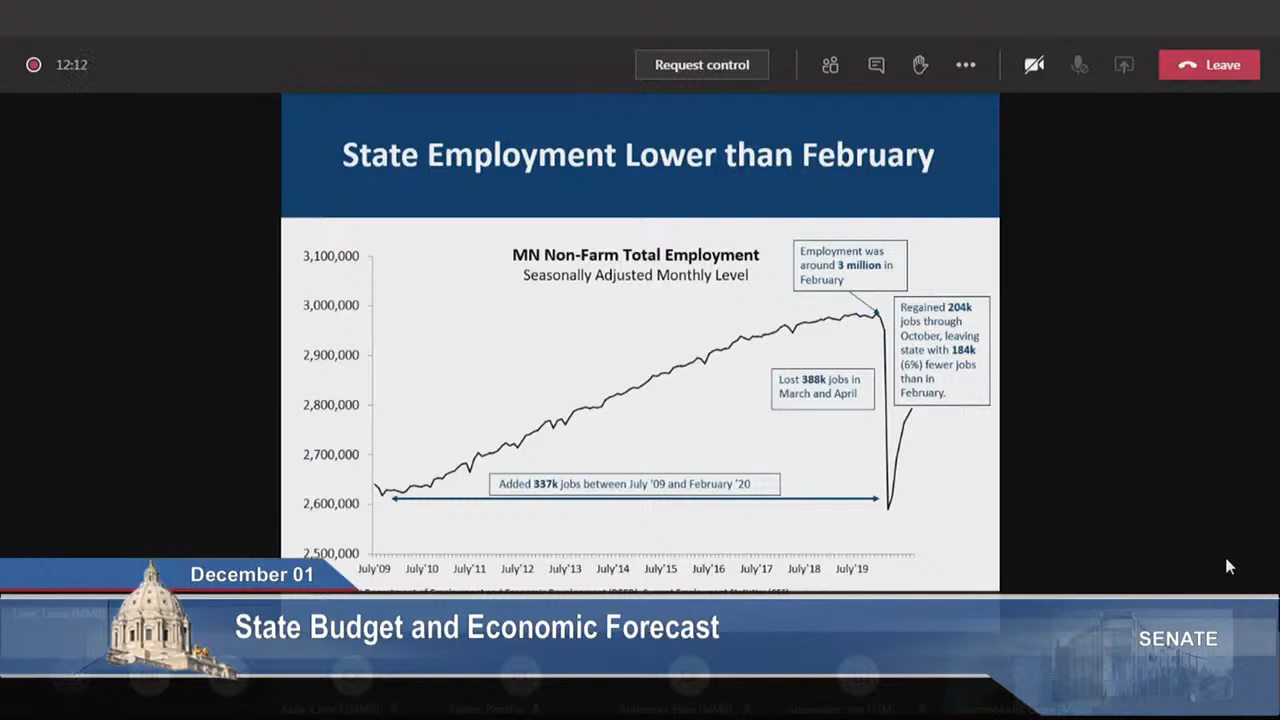 12:12
Request control
Leave
State Employment Lower than February
MN Non-Farm Total Employment
Seasonally Adjusted Monthly Level
3,100,000
3,000,000
2,900,000
2,800,000
2,700,000
2,600,000
2,500,000
Employment was
around 3 million in
February
Regained 204k
jobs through
October, leaving
state with 184k
(6%) fewer jobs
than in
February.
Lost 388k jobs in
March and April
Added 337k jobs between July '09 and February '20
July'09 July'10 July'11 July'12 July'13 July'14 July'15 July'16 July'17 July'18 July'19
December 01
State Budget and Economic Forecast
SENATE